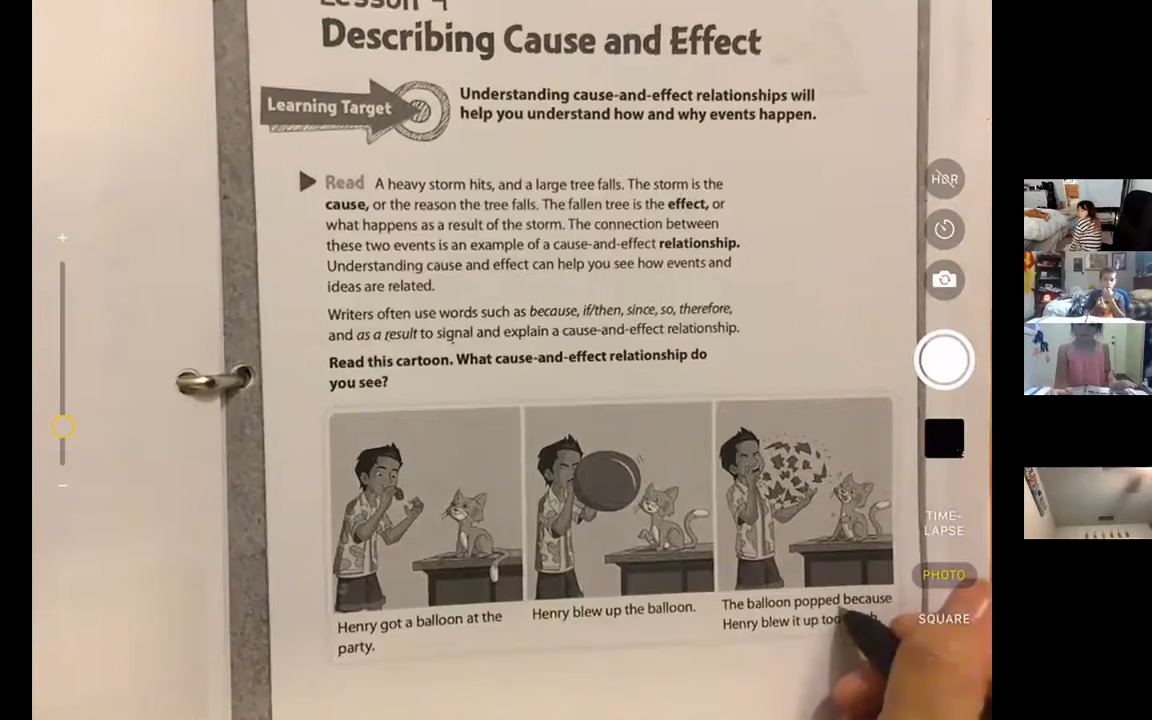 Lesson 4
Describing Cause and Effect
Learning Target
Understanding cause-and-effect relationships will
help you understand how and why events happen.
Read A heavy storm hits, and a large tree falls. The storm is the
cause, or the reason the tree falls. The fallen tree is the effect, or
what happens as a result of the storm. The connection between
these two events is an example of a cause-and-effect relationship.
Understanding cause and effect can help you see how events and
ideas are related.
Writers often use words such as because, if/then, since, so, therefore,
and as a result to signal and explain a cause-and-effect relationship.
Read this cartoon. What cause-and-effect relationship do
you see?
Henry got a balloon at the
party.
Henry blew up the balloon.
The balloon popped because
Henry blew it up too
HDR
TIME-
LAPSE
PHOTO
SQUARE